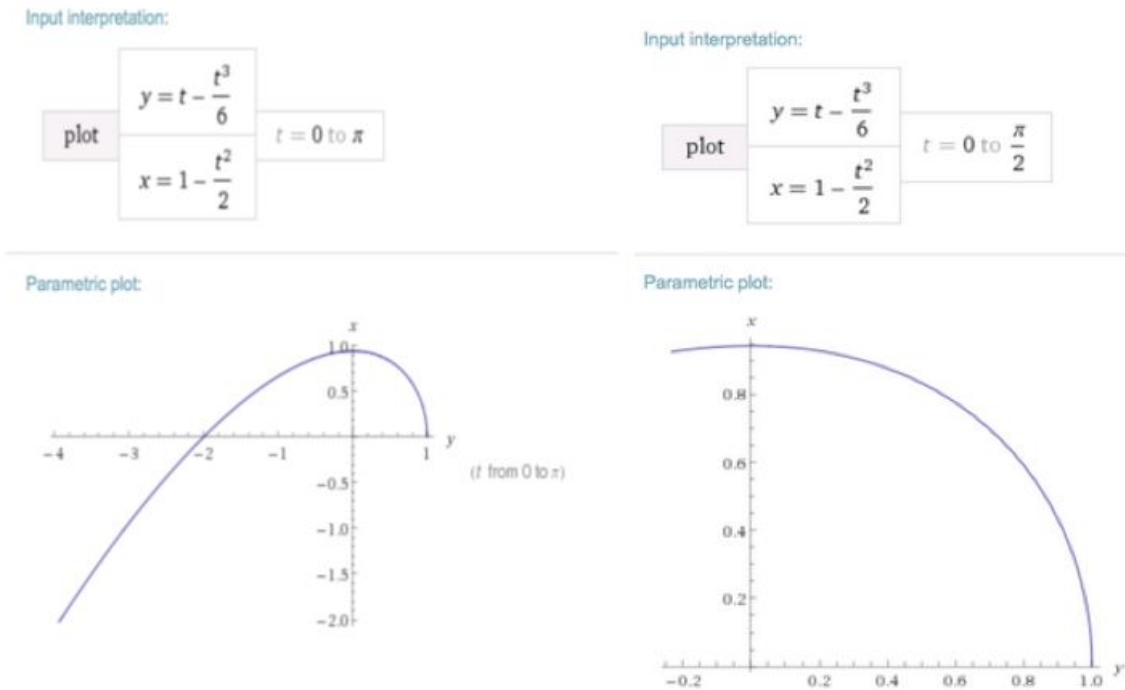 Input interpretation:
plot
y = t − t³/6
x = 1 − t²/2
t = 0 to π
Parametric plot:
x
1.0
0.5
−4 −3 −2 −1 1 y
(t from 0 to π)
−0.5
−1.0
−1.5
−2.0
Input interpretation:
plot
y = t − t³/6
x = 1 − t²/2
t = 0 to π/2
Parametric plot:
x
0.8
0.6
0.4
0.2
−0.2 0.2 0.4 0.6 0.8 1.0 y